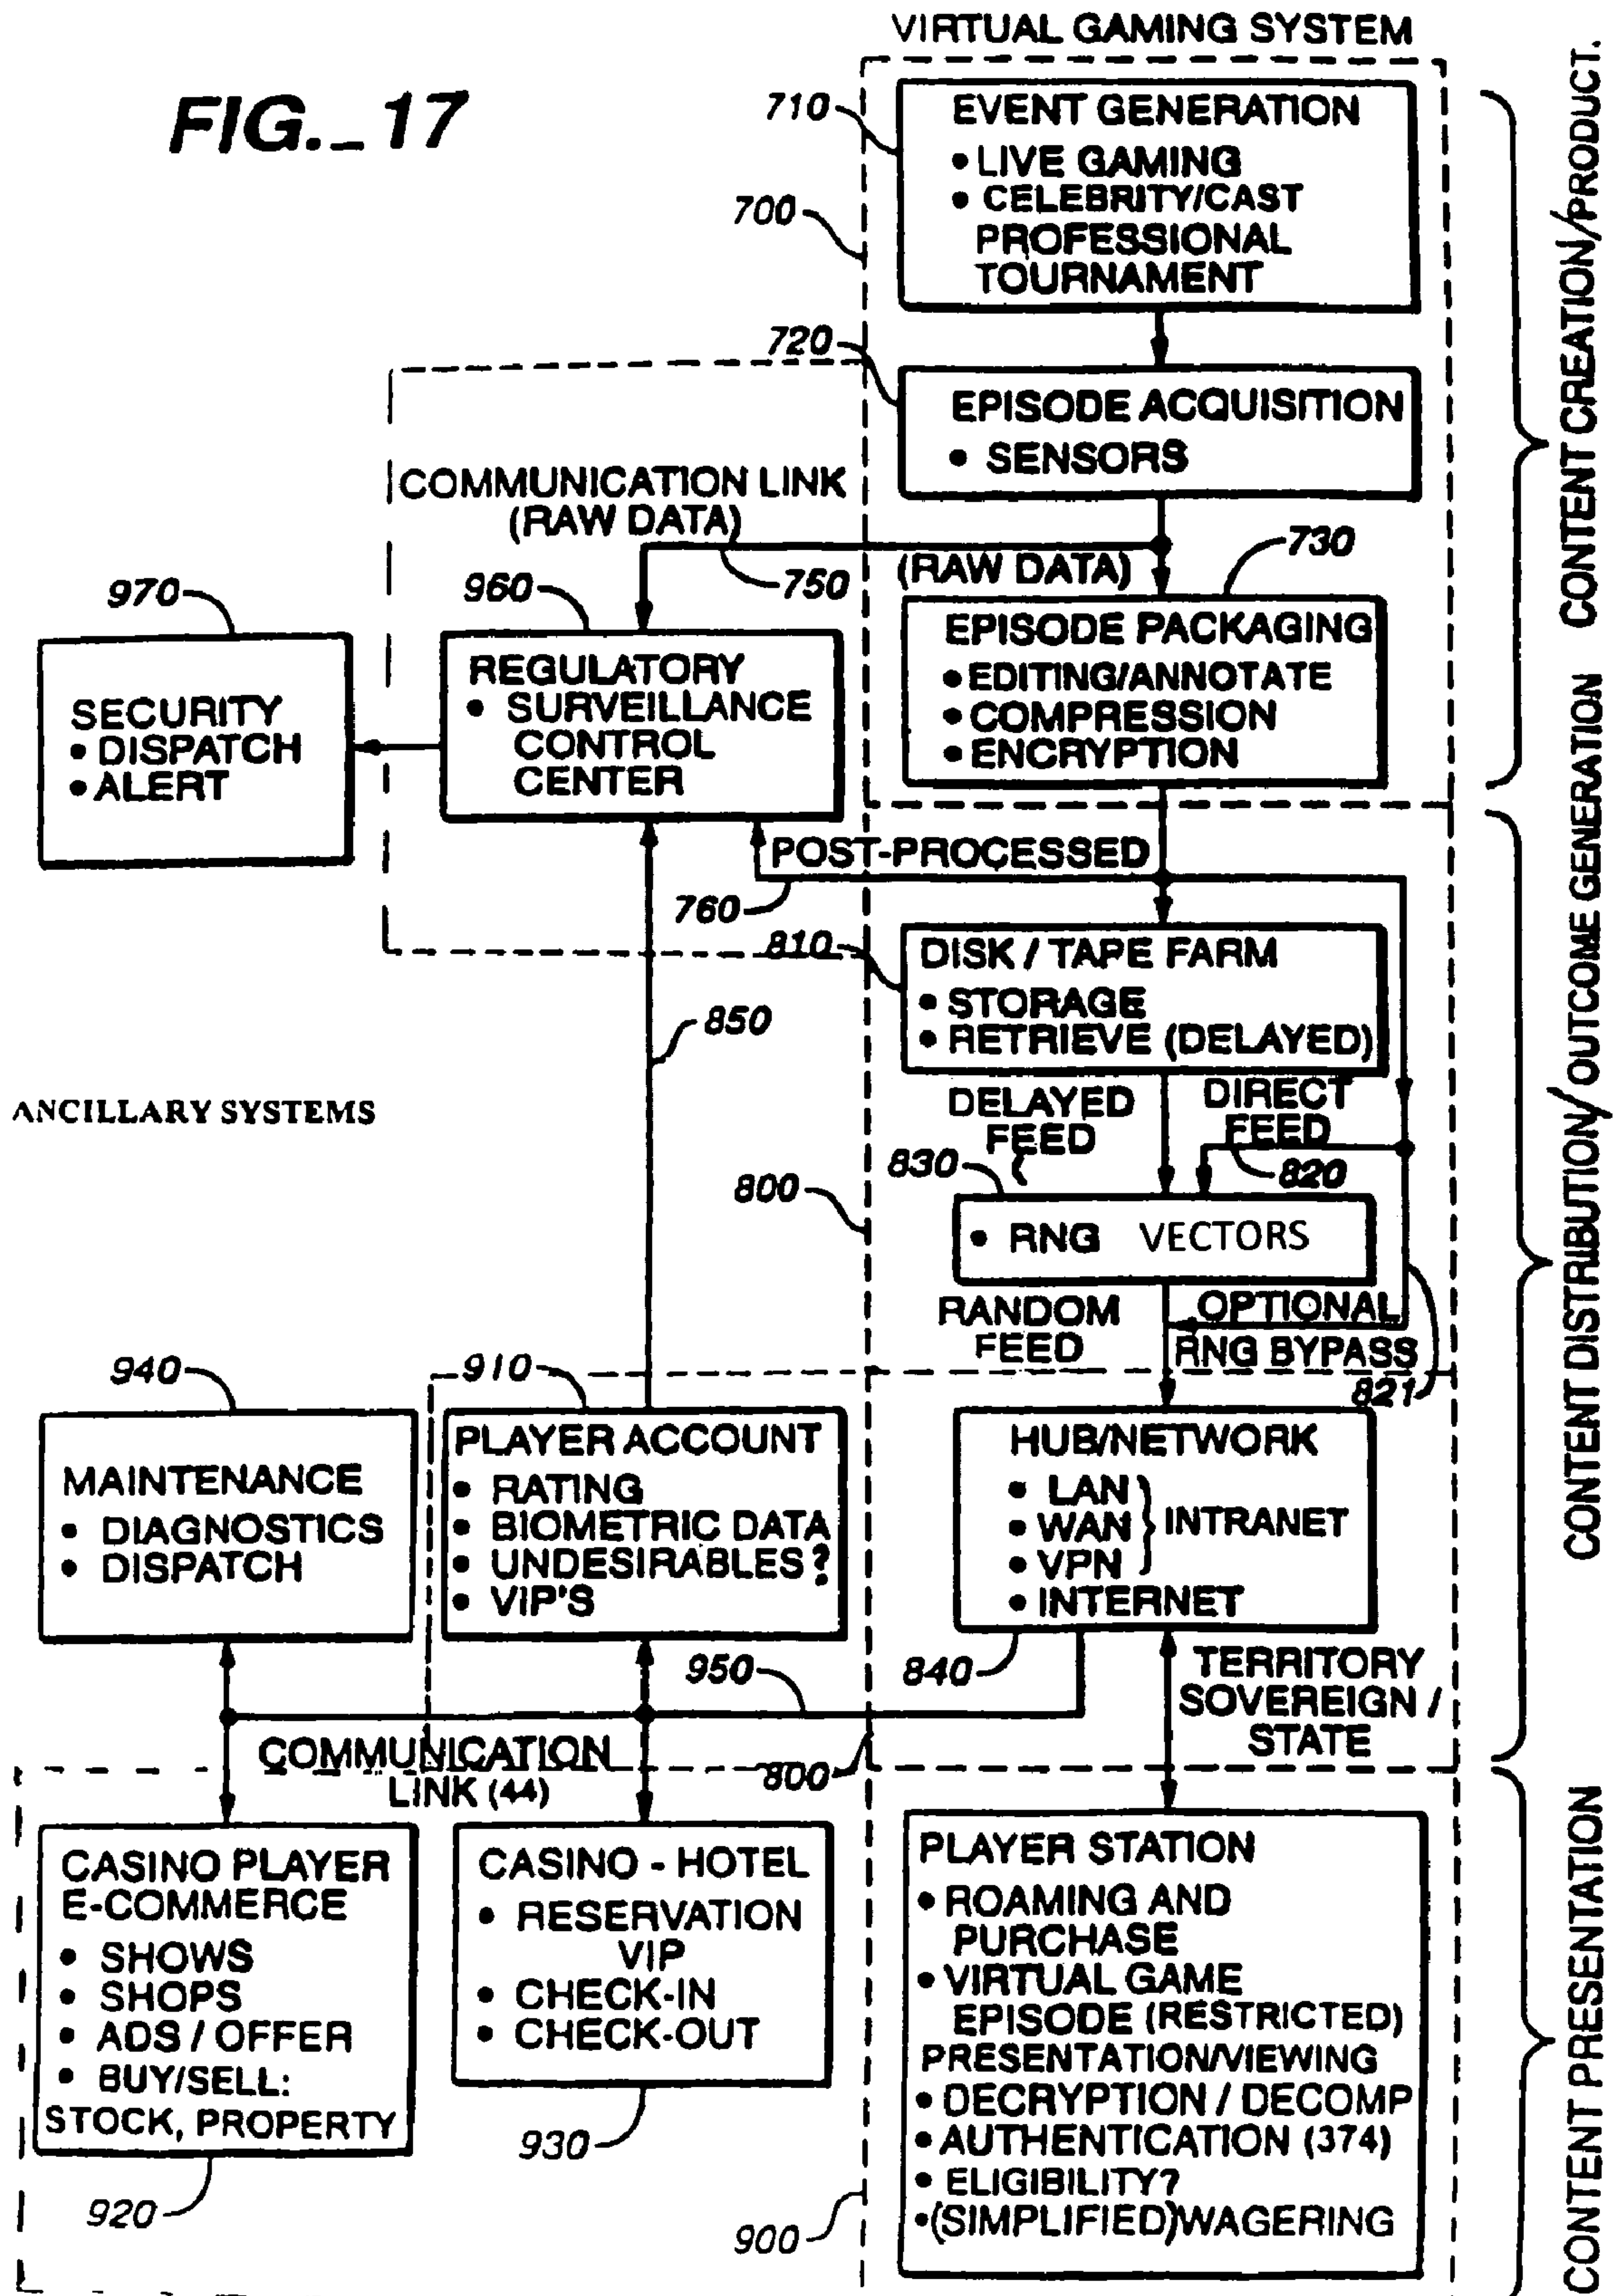 VIRTUAL GAMING SYSTEM
FIG._17
710
EVENT GENERATION
• LIVE GAMING
• CELEBRITY/CAST
PROFESSIONAL
TOURNAMENT
700
720
EPISODE ACQUISITION
• SENSORS
CONTENT CREATION/PRODUCT.
COMMUNICATION LINK
(RAW DATA)
750
(RAW DATA)
730
EPISODE PACKAGING
• EDITING/ANNOTATE
• COMPRESSION
• ENCRYPTION
970
SECURITY
• DISPATCH
• ALERT
960
REGULATORY
• SURVEILLANCE
CONTROL
CENTER
POST-PROCESSED
760
810
DISK / TAPE FARM
• STORAGE
• RETRIEVE (DELAYED)
850
ANCILLARY SYSTEMS
DELAYED
FEED
DIRECT
FEED
820
830
800
• RNG VECTORS
RANDOM
FEED
OPTIONAL
RNG BYPASS
821
CONTENT DISTRIBUTION/OUTCOME GENERATION
940
MAINTENANCE
• DIAGNOSTICS
• DISPATCH
910
PLAYER ACCOUNT
• RATING
• BIOMETRIC DATA
• UNDESIRABLES?
• VIP'S
HUB/NETWORK
• LAN
• WAN } INTRANET
• VPN
• INTERNET
840
950
TERRITORY
SOVEREIGN /
STATE
COMMUNICATION
LINK (44)
800
CASINO PLAYER
E-COMMERCE
• SHOWS
• SHOPS
• ADS / OFFER
• BUY/SELL:
STOCK, PROPERTY
920
CASINO - HOTEL
• RESERVATION
VIP
• CHECK-IN
• CHECK-OUT
930
PLAYER STATION
• ROAMING AND
PURCHASE
• VIRTUAL GAME
EPISODE (RESTRICTED)
PRESENTATION/VIEWING
• DECRYPTION / DECOMP
• AUTHENTICATION (374)
• ELIGIBILITY?
• (SIMPLIFIED)WAGERING
900
CONTENT PRESENTATION